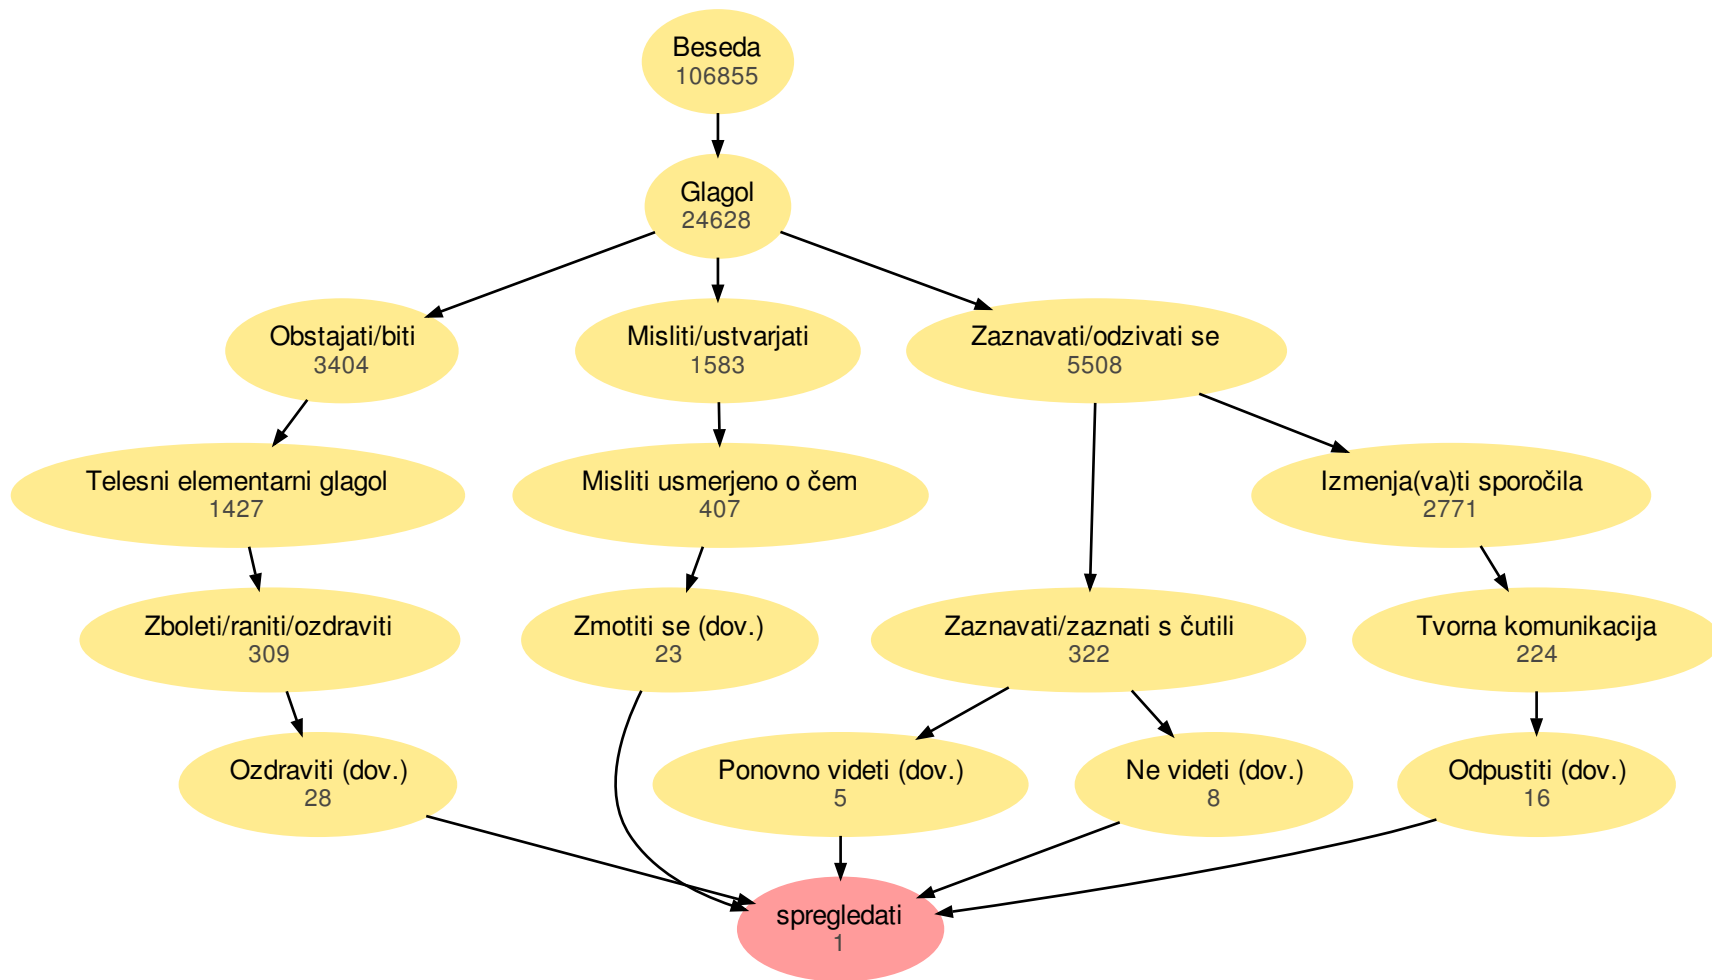 Beseda
106855
Glagol
24628
Obstajati/biti
3404
Misliti/ustvarjati
1583
Zaznavati/odzivati se
5508
Telesni elementarni glagol
1427
Misliti usmerjeno o čem
407
Izmenja(va)ti sporočila
2771
Zboleti/raniti/ozdraviti
309
Zmotiti se (dov.)
23
Zaznavati/zaznati s čutili
322
Tvorna komunikacija
224
Ozdraviti (dov.)
28
Ponovno videti (dov.)
5
Ne videti (dov.)
8
Odpustiti (dov.)
16
spregledati
1